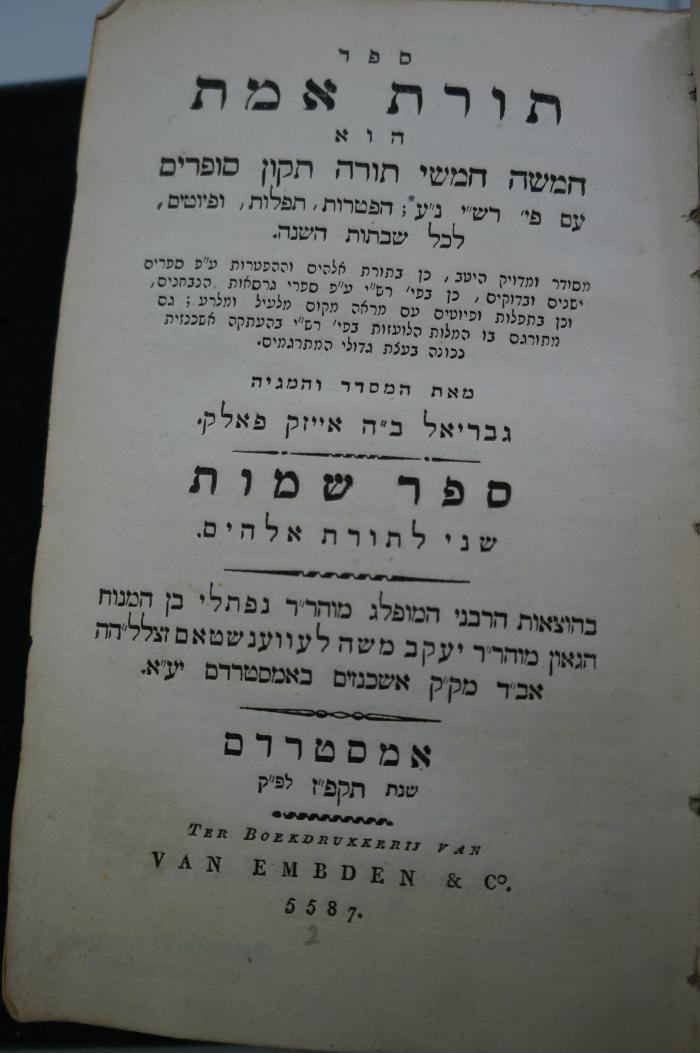 ספר
תורת אמת
הוא
חמשה חמשי תורה תקון סופרים
עם פי׳ רש״י נ״ע; הפטרות, תפלות, ופיוטים,
לכל שבתות השנה.
מסודר ומדויק היטב, כן בתורת אלהים וההפטרות ע״פ ספרים
ישנים ובדוקים, כן בפי׳ רש״י ע״פ ספרי גרסאות הנבחנים,
וכן בתפלות ופיוטים עם מראה מקום מלעיל ומלרע; גם
מתורגם בו המלות הלועזות בפי׳ רש״י בהעתקה אשכנזית
נכונה בעצת גדולי המתרגמים.
מאת המסדר והמגיה
גבריאל ב״ה אייזק פאלק.
ספר שמות
שני לתורת אלהים.
בהוצאות הרבני המופלג מוהר״ר נפתלי בן המנוח
הגאון מוהר״ר יעקב משה לעווענשטאם זצלל״הה
אב״ד מק״ק אשכנזים באמסטרדם יע״א.
אמסטרדם
שנת תקפ״ז לפ״ק
TER BOEKDRUKKERIJ VAN
VAN EMBDEN & Co.
5587.
2